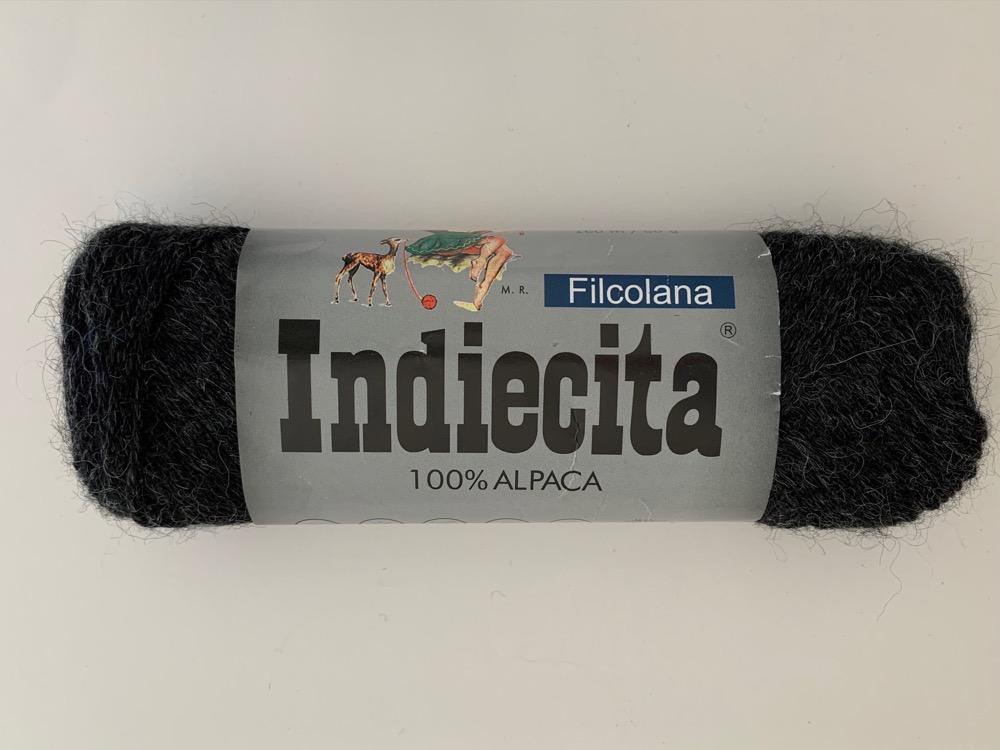 M. R.
Filcolana
Indiecita ®
100% ALPACA